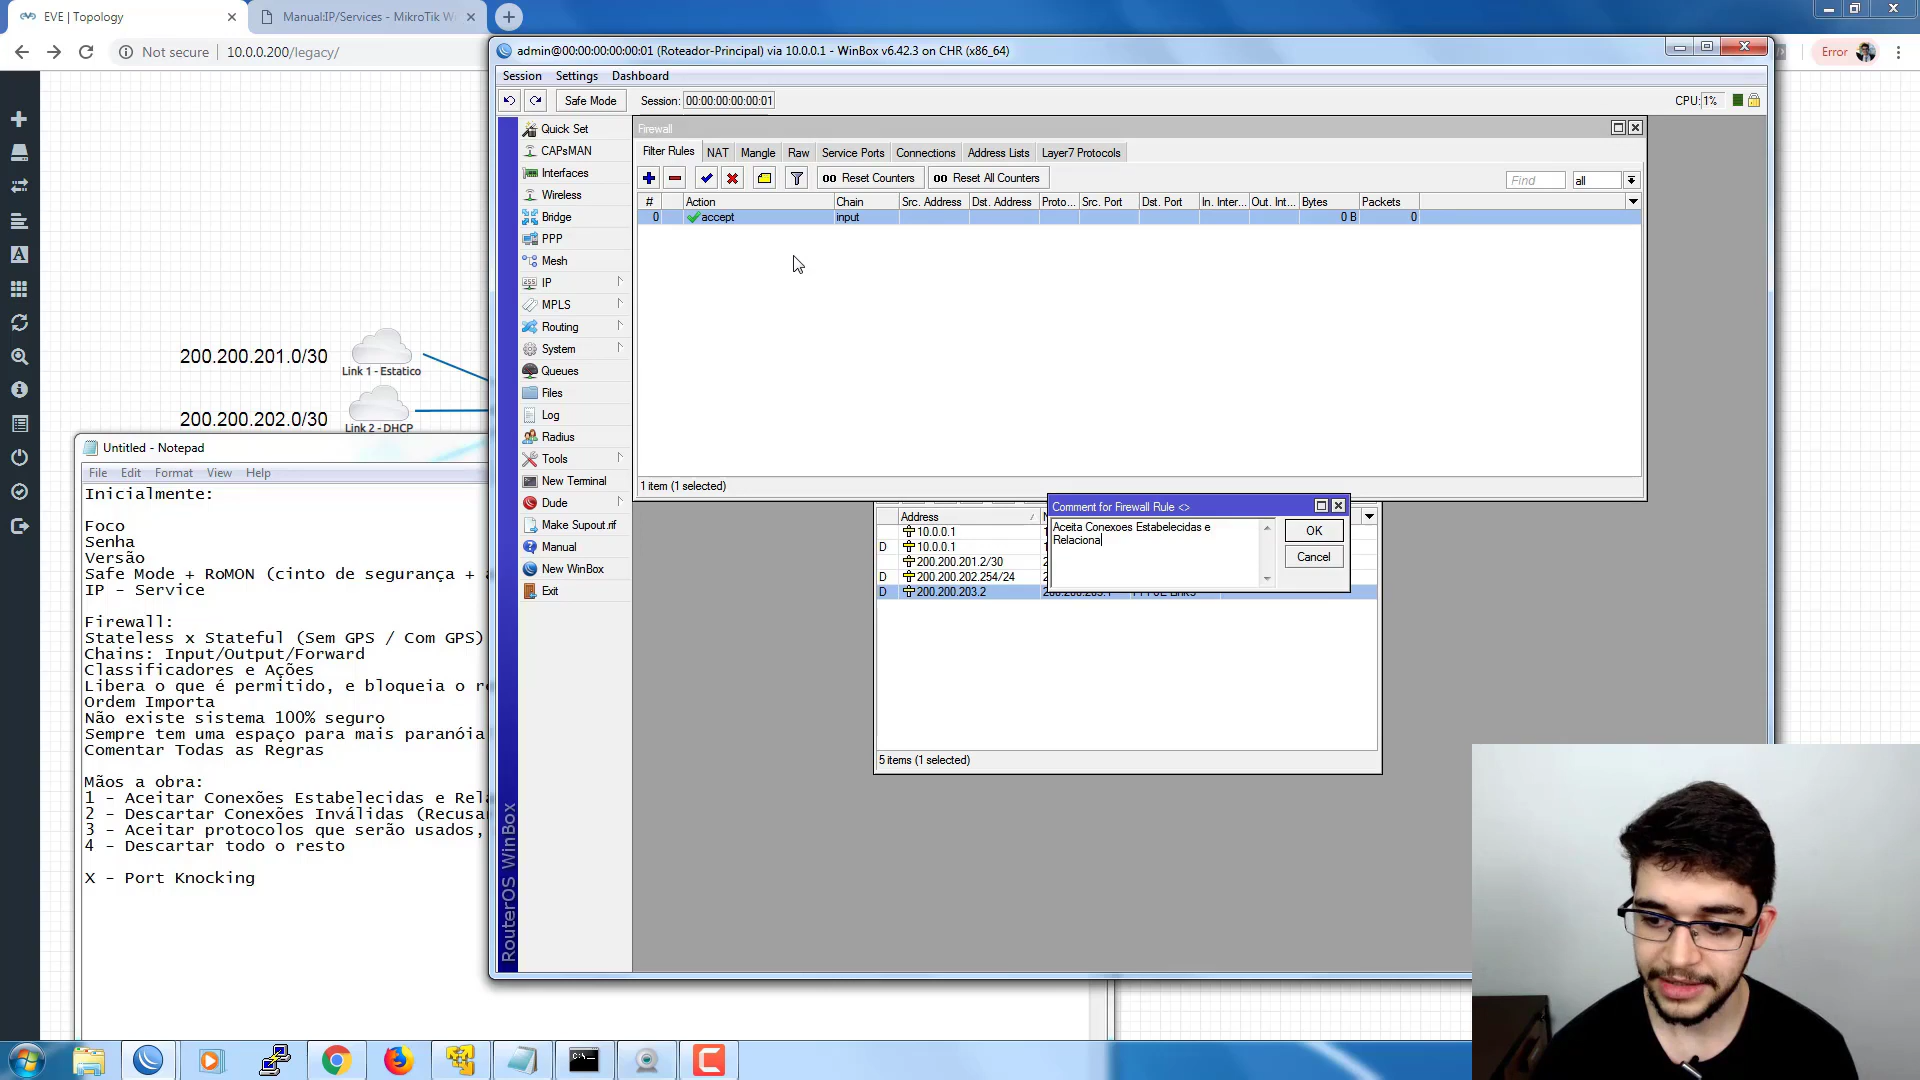 EVE | Topology
Manual:IP/Services - MikroTik W
Not secure
10.0.0.200/legacy/
Error
admin@00:00:00:00:00:01 (Roteador-Principal) via 10.0.0.1 - WinBox v6.42.3 on CHR (x86_64)
Session Settings Dashboard
Safe Mode
Session: 00:00:00:00:00:01
CPU: 1%
Quick Set
CAPsMAN
Interfaces
Wireless
Bridge
PPP
Mesh
IP
MPLS
Routing
System
Queues
Files
Log
Radius
Tools
New Terminal
Dude
Make Supout.rif
Manual
New WinBox
Exit
RouterOS WinBox
Firewall
Filter Rules NAT Mangle Raw Service Ports Connections Address Lists Layer7 Protocols
00 Reset Counters 00 Reset All Counters
Find
all
# Action Chain Src. Address Dst. Address Proto... Src. Port Dst. Port In. Inter... Out. Int... Bytes Packets
0 accept input 0 B 0
1 item (1 selected)
Comment for Firewall Rule <>
Aceita Conexoes Estabelecidas e
Relaciona
OK
Cancel
Address
10.0.0.1
D 10.0.0.1
200.200.201.2/30
D 200.200.202.254/24
D 200.200.203.2
5 items (1 selected)
200.200.201.0/30
Link 1 - Estatico
200.200.202.0/30
Link 2 - DHCP
Untitled - Notepad
File Edit Format View Help
Inicialmente:
Foco
Senha
Versão
Safe Mode + RoMON (cinto de segurança +
IP - Service
Firewall:
Stateless x Stateful (Sem GPS / Com GPS)
Chains: Input/Output/Forward
Classificadores e Ações
Libera o que é permitido, e bloqueia o
Ordem Importa
Não existe sistema 100% seguro
Sempre tem uma espaço para mais paranóia
Comentar Todas as Regras
Mãos a obra:
1 - Aceitar Conexões Estabelecidas e
2 - Descartar Conexões Inválidas (Recusa
3 - Aceitar protocolos que serão usados,
4 - Descartar todo o resto
X - Port Knocking